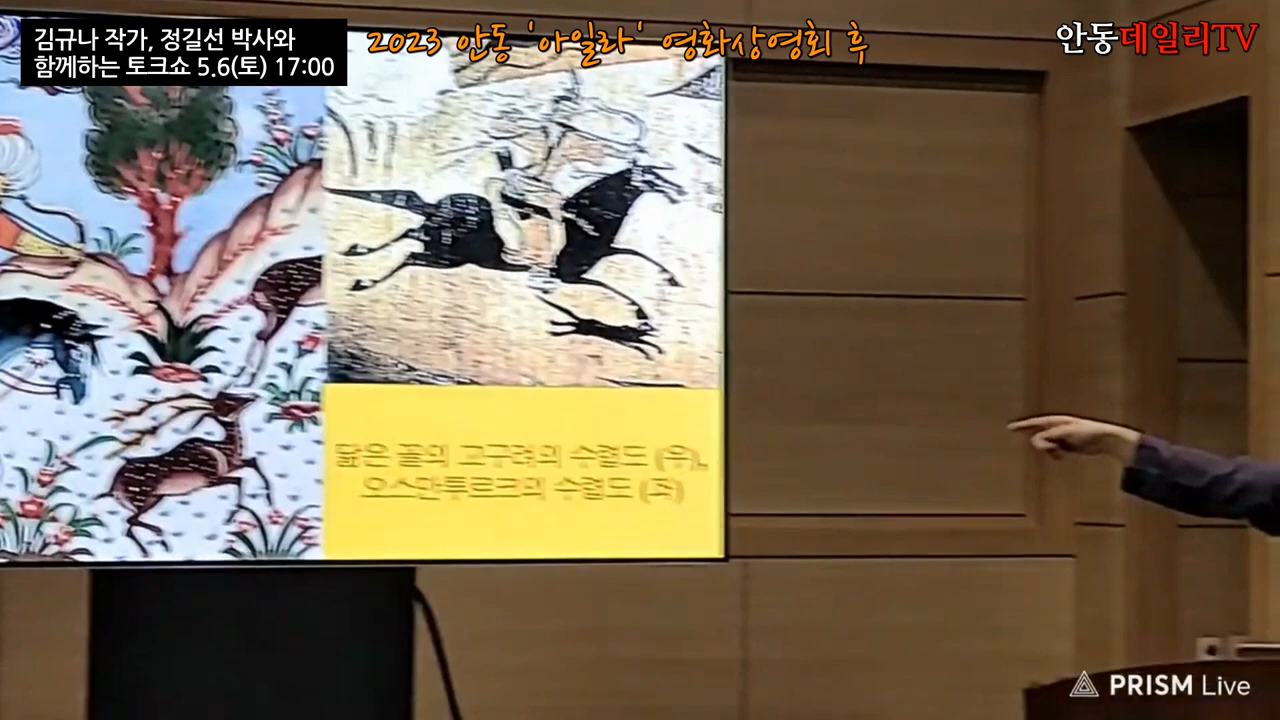 김규나 작가, 정길선 박사와
함께하는 토크쇼 5.6(토) 17:00
2023 안동 '아일라' 영화상영회 후
안동데일리TV
닮은 꼴의 고구려의 수렵도 (우),
오스만투르크의 수렵도 (좌)
PRISM Live